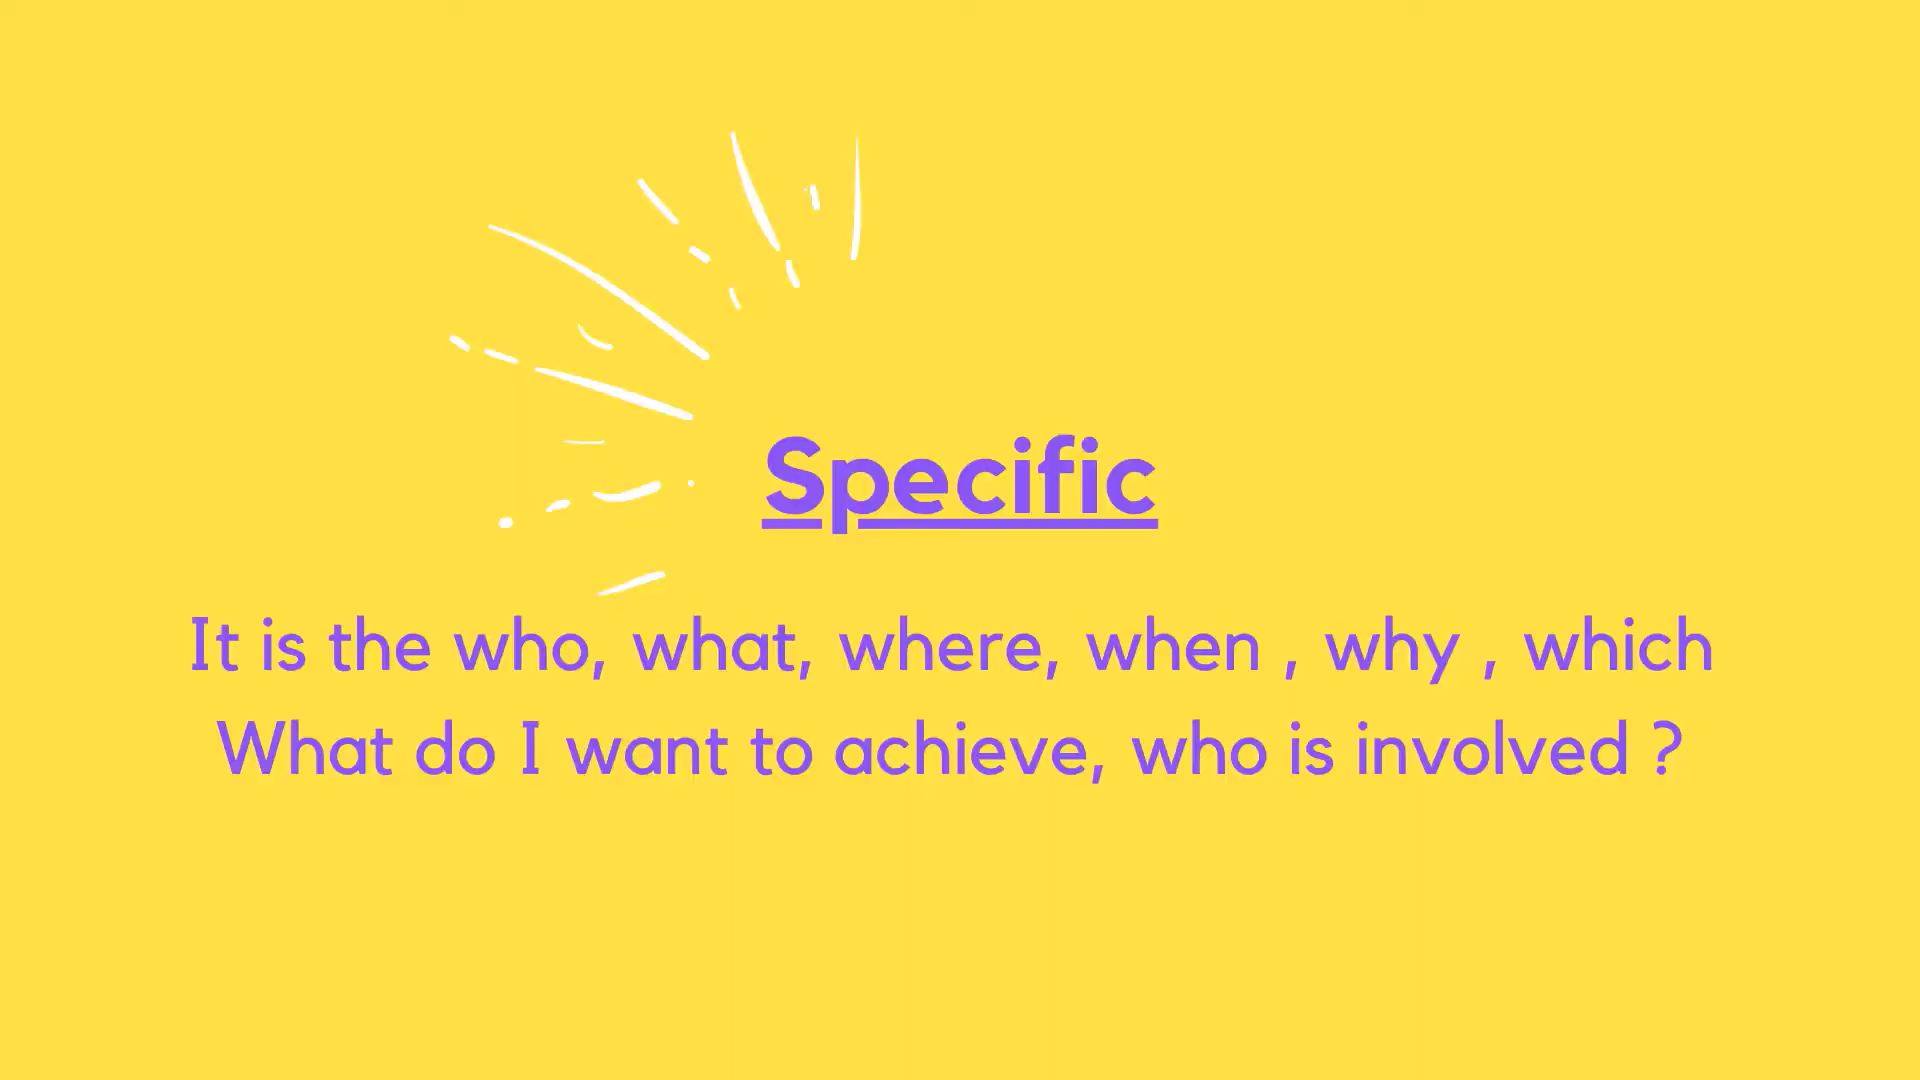 Specific
It is the who, what, where, when , why , which
What do I want to achieve, who is involved ?